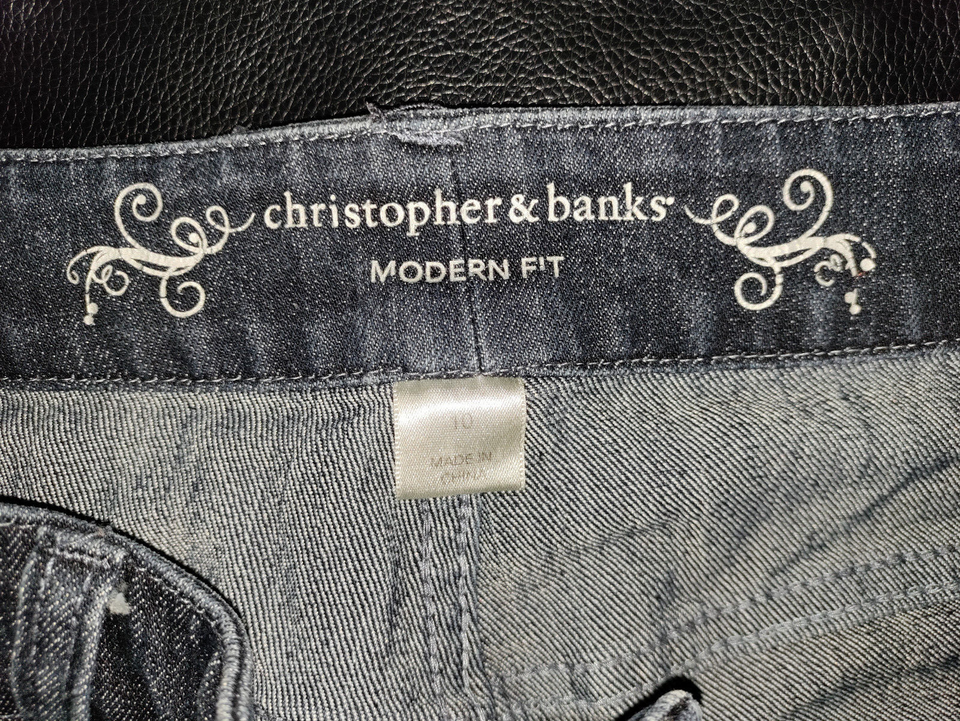 christopher & banks
MODERN FIT
10
MADE IN
CHINA